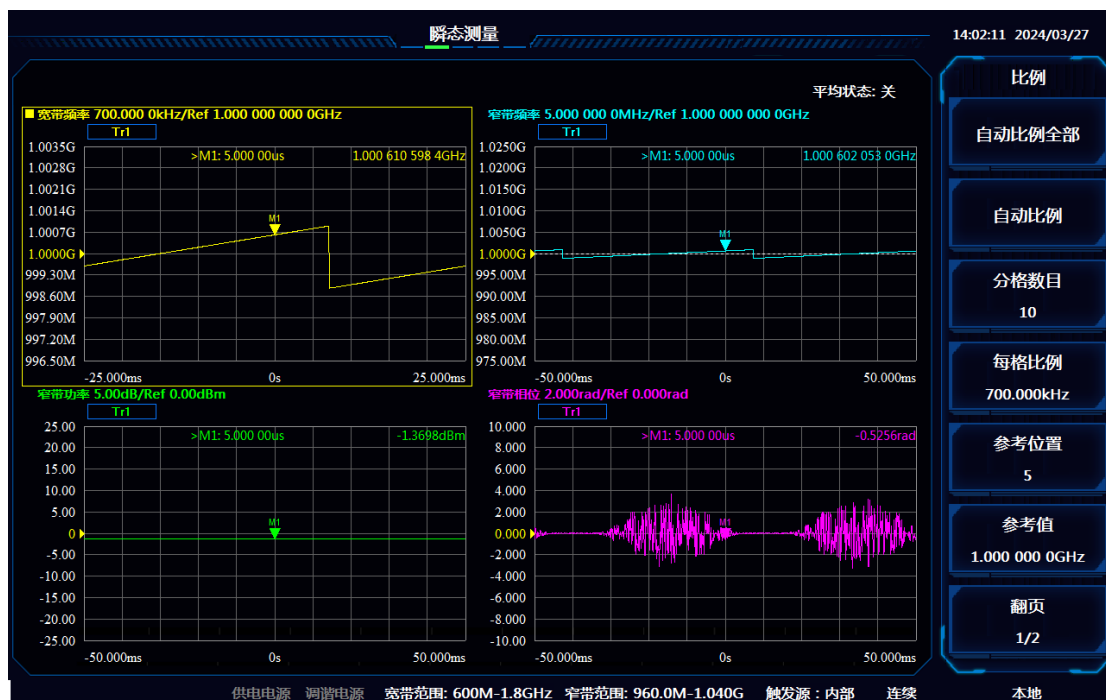 瞬态测量
14:02:11 2024/03/27
平均状态: 关
宽带频率 700.000 0kHz/Ref 1.000 000 000 0GHz
Tr1
>M1: 5.000 00us 1.000 610 598 4GHz
1.0035G
1.0028G
1.0021G
1.0014G
1.0007G
1.0000G
999.30M
998.60M
997.90M
997.20M
996.50M
M1
-25.000ms 0s 25.000ms
窄带频率 5.000 000 0MHz/Ref 1.000 000 000 0GHz
Tr1
>M1: 5.000 00us 1.000 602 053 0GHz
1.0250G
1.0200G
1.0150G
1.0100G
1.0050G
1.0000G
995.00M
990.00M
985.00M
980.00M
975.00M
M1
-50.000ms 0s 50.000ms
窄带功率 5.00dB/Ref 0.00dBm
Tr1
>M1: 5.000 00us -1.3698dBm
25.00
20.00
15.00
10.00
5.00
0
-5.00
-10.00
-15.00
-20.00
-25.00
M1
-50.000ms 0s 50.000ms
窄带相位 2.000rad/Ref 0.000rad
Tr1
>M1: 5.000 00us -0.5256rad
10.000
8.000
6.000
4.000
2.000
0.000
-2.000
-4.000
-6.000
-8.000
-10.00
M1
-50.000ms 0s 50.000ms
比例
自动比例全部
自动比例
分格数目
10
每格比例
700.000kHz
参考位置
5
参考值
1.000 000 0GHz
翻页
1/2
供电电源 调谐电源 宽带范围: 600M-1.8GHz 窄带范围: 960.0M-1.040G 触发源 : 内部 连续 本地